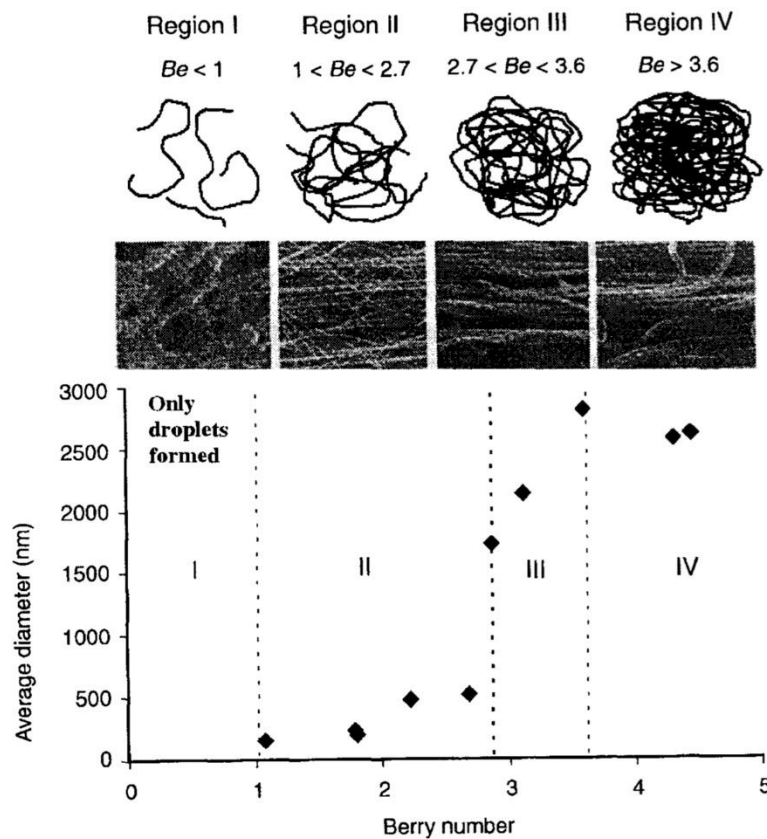 Region I Region II Region III Region IV
Be < 1 1 < Be < 2.7 2.7 < Be < 3.6 Be > 3.6
3000
Only
droplets
formed
2500
2000
1500
I II III IV
1000
500
0
Average diameter (nm)
0 1 2 3 4 5
Berry number